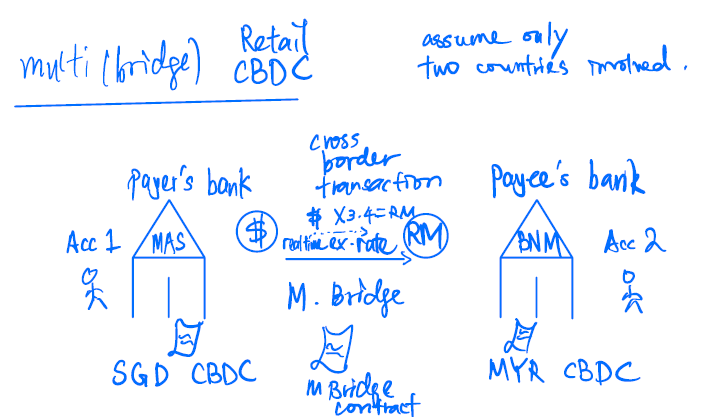 multi (bridge) Retail CBDC
assume only
two countries involved.
cross
border
transaction
Payer's bank
Payee's bank
Acc 1
MAS
$
$ X3.4=RM
realtime ex. rate
RM
BNM
Acc 2
M. Bridge
SGD CBDC
M Bridge
contract
MYR CBDC